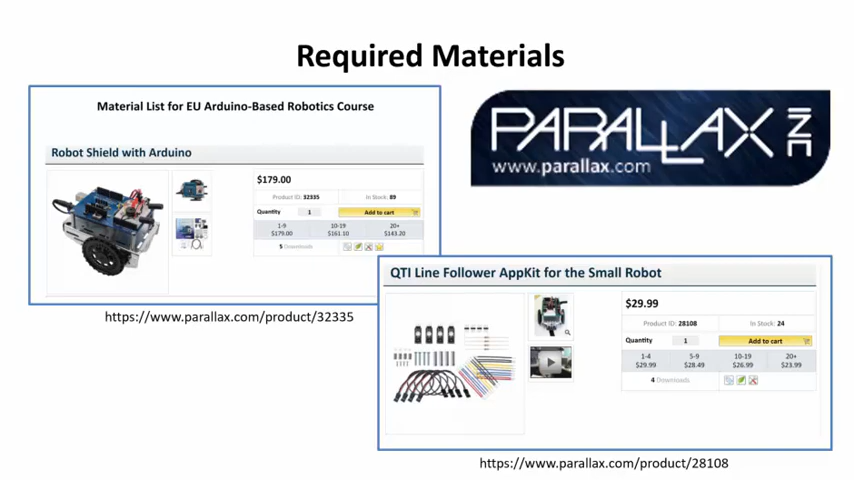 Required Materials
Material List for EU Arduino-Based Robotics Course
Robot Shield with Arduino
$179.00
Product ID: 32335 In Stock: 89
Quantity 1 Add to cart
1-9 10-19 20+
$179.00 $161.10 $143.20
5 Downloads
https://www.parallax.com/product/32335
PARALLAX INC
www.parallax.com
QTI Line Follower AppKit for the Small Robot
$29.99
Product ID: 28108 In Stock: 24
Quantity 1 Add to cart
1-4 5-9 10-19 20+
$29.99 $28.49 $26.99 $23.99
4 Downloads
https://www.parallax.com/product/28108